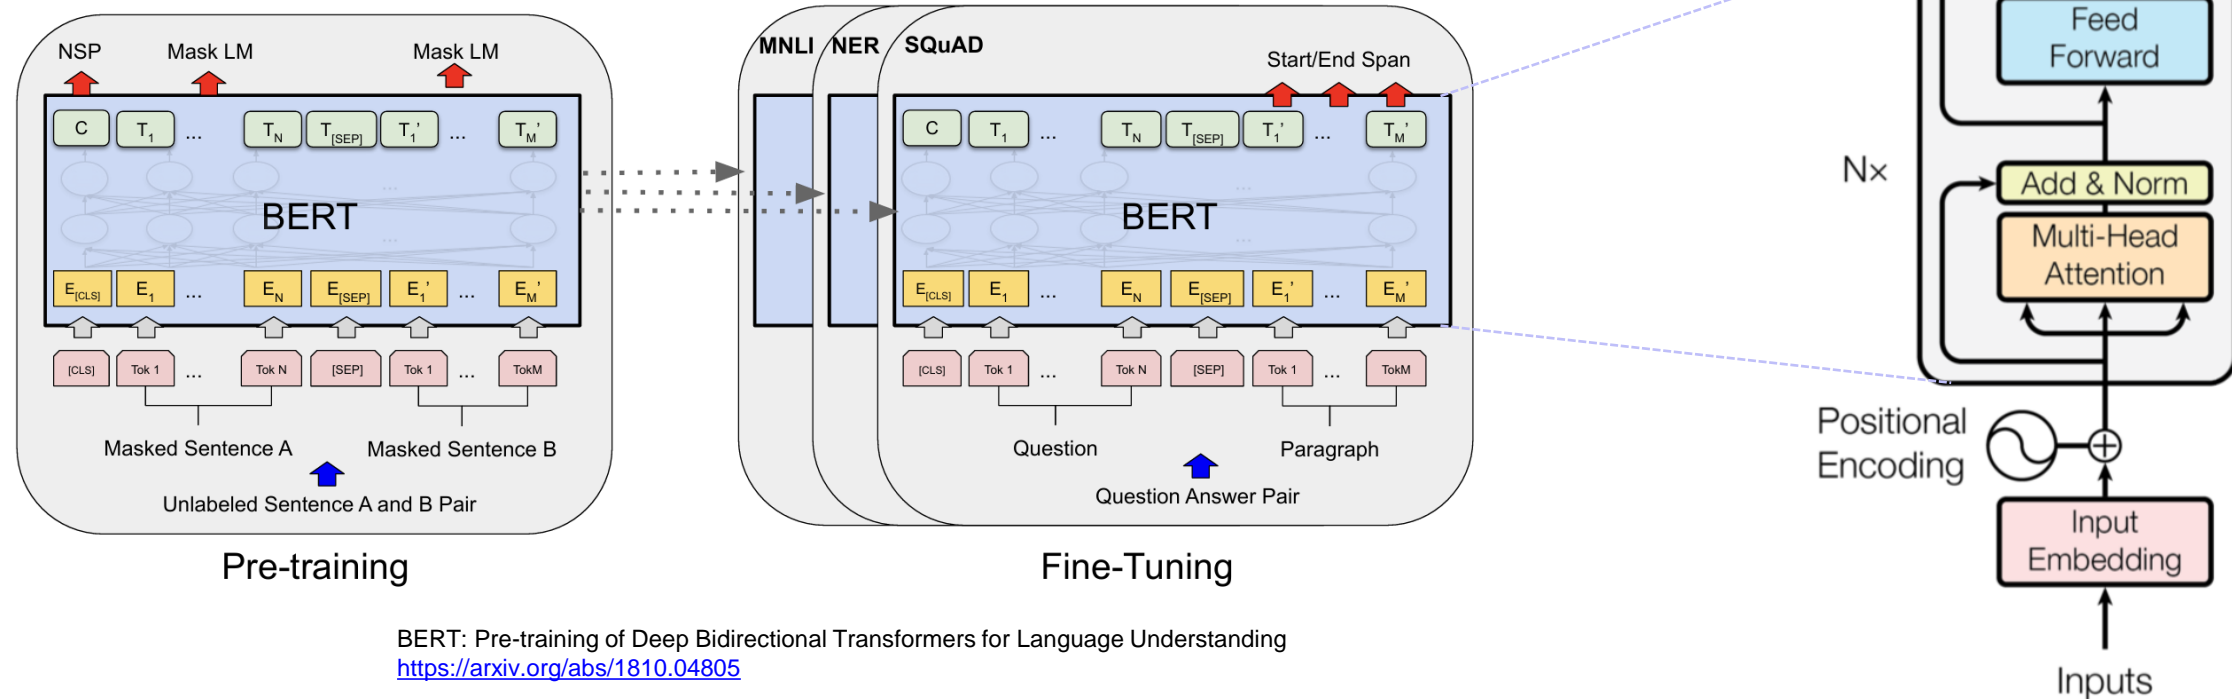 NSP Mask LM Mask LM
C T1 ... TN T[SEP] T1' ... TM'
BERT
E[CLS] E1 ... EN E[SEP] E1' ... EM'
[CLS] Tok 1 ... Tok N [SEP] Tok 1 ... TokM
Masked Sentence A Masked Sentence B
Unlabeled Sentence A and B Pair
Pre-training
MNLI NER SQuAD
Start/End Span
C T1 ... TN T[SEP] T1' ... TM'
BERT
E[CLS] E1 ... EN E[SEP] E1' ... EM'
[CLS] Tok 1 ... Tok N [SEP] Tok 1 ... TokM
Question Paragraph
Question Answer Pair
Fine-Tuning
Feed
Forward
N×
Add & Norm
Multi-Head
Attention
Positional
Encoding
Input
Embedding
Inputs
BERT: Pre-training of Deep Bidirectional Transformers for Language Understanding
https://arxiv.org/abs/1810.04805